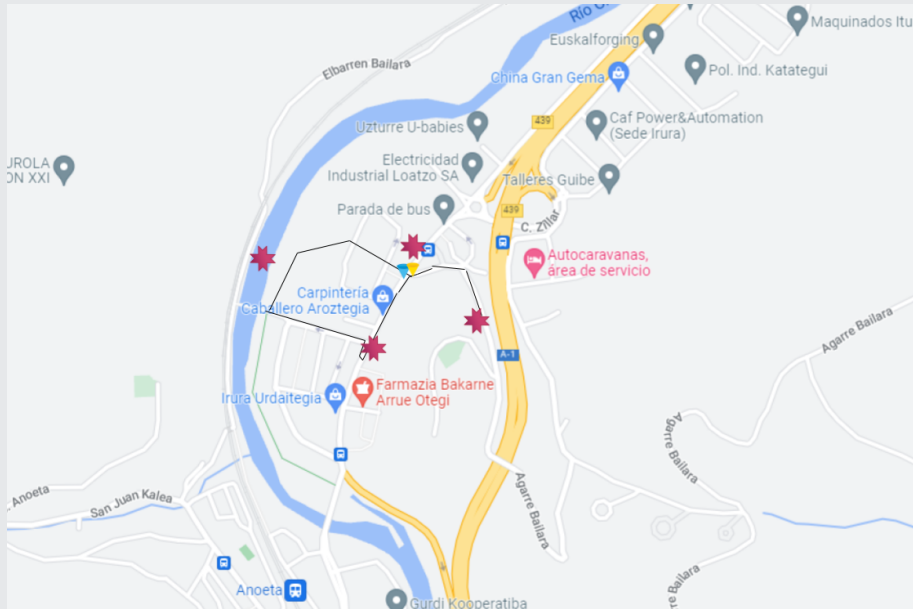 Río O
Maquinados Itu
Euskalforging
Elbarren Bailara
China Gran Gema
Pol. Ind. Katategui
439
Caf Power&Automation
(Sede Irura)
Uzturre U-babies
UROLA
ON XXI
Electricidad
Industrial Loatzo SA
Talleres Guibe
Parada de bus
439
C. Zillar
Autocaravanas,
área de servicio
Carpintería
Caballero Aroztegia
A-1
Agarre Bailara
Farmazia Bakarne
Arrue Otegi
Irura Urdaitegia
Agarre Bailara
Agarre Bailara
Anoeta
San Juan Kalea
Anoeta
Agarre Bailara
Gurdi Kooperatiba